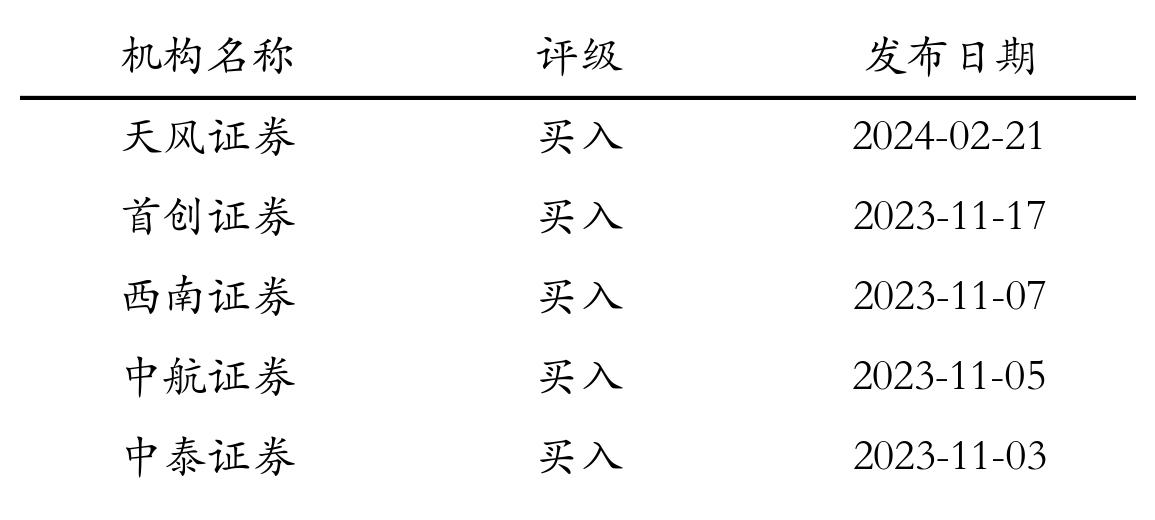 机构名称 评级 发布日期
天风证券 买入 2024-02-21
首创证券 买入 2023-11-17
西南证券 买入 2023-11-07
中航证券 买入 2023-11-05
中泰证券 买入 2023-11-03